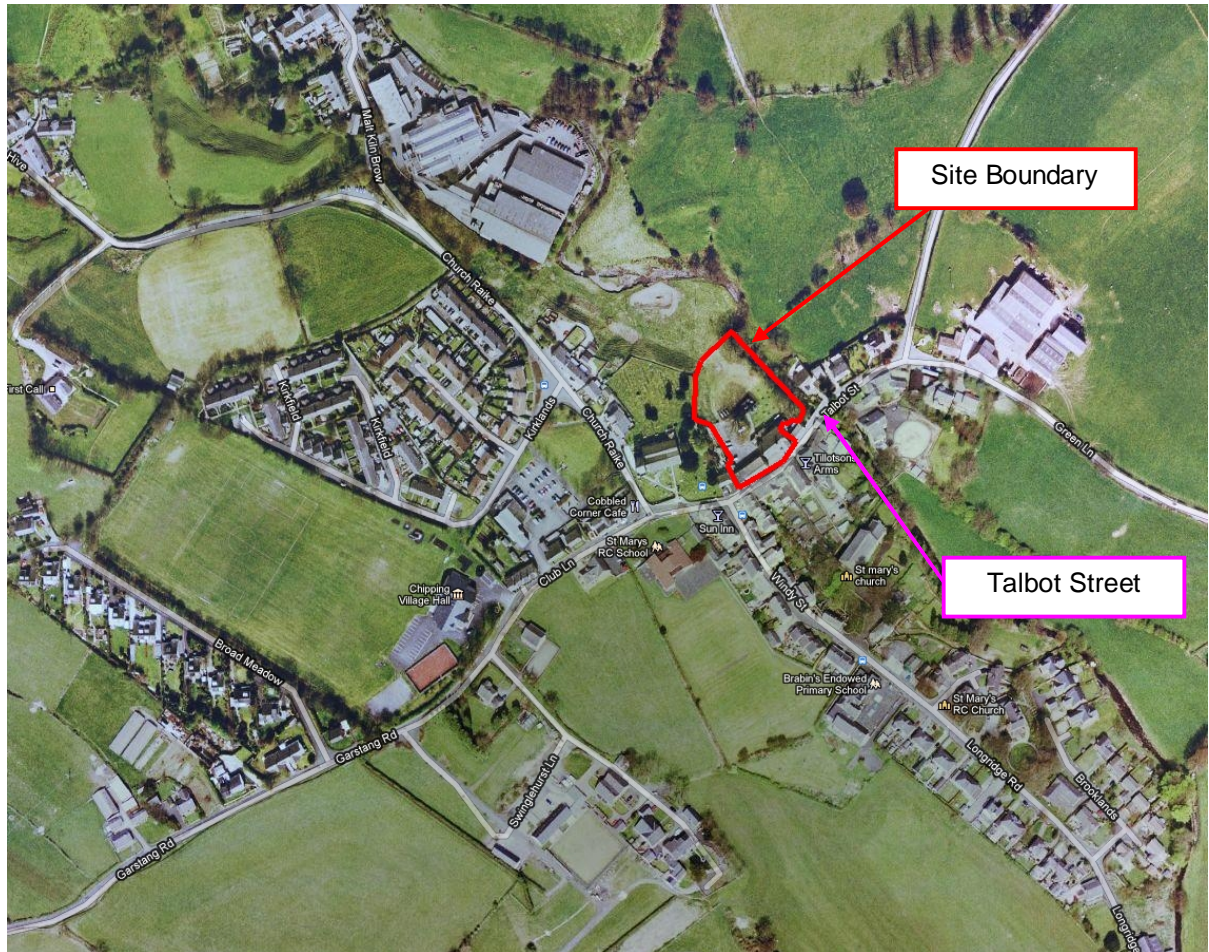 Malt Kiln Brow
Hive
Site Boundary
Church Raike
First Call
Kirkfield
Kirkfield
Kirklands
Church Raike
Talbot St
Green Ln
Tillotsons
Arms
Cobbled
Corner Cafe
Sun Inn
St Marys
RC School
Club Ln
St mary's
church
Talbot Street
Chipping
Village Hall
Windy St
Broad Meadow
Brabin's Endowed
Primary School
St Mary's
RC Church
Garstang Rd
Swinglehurst Ln
Longridge Rd
Brooklands
Garstang Rd
Longridge